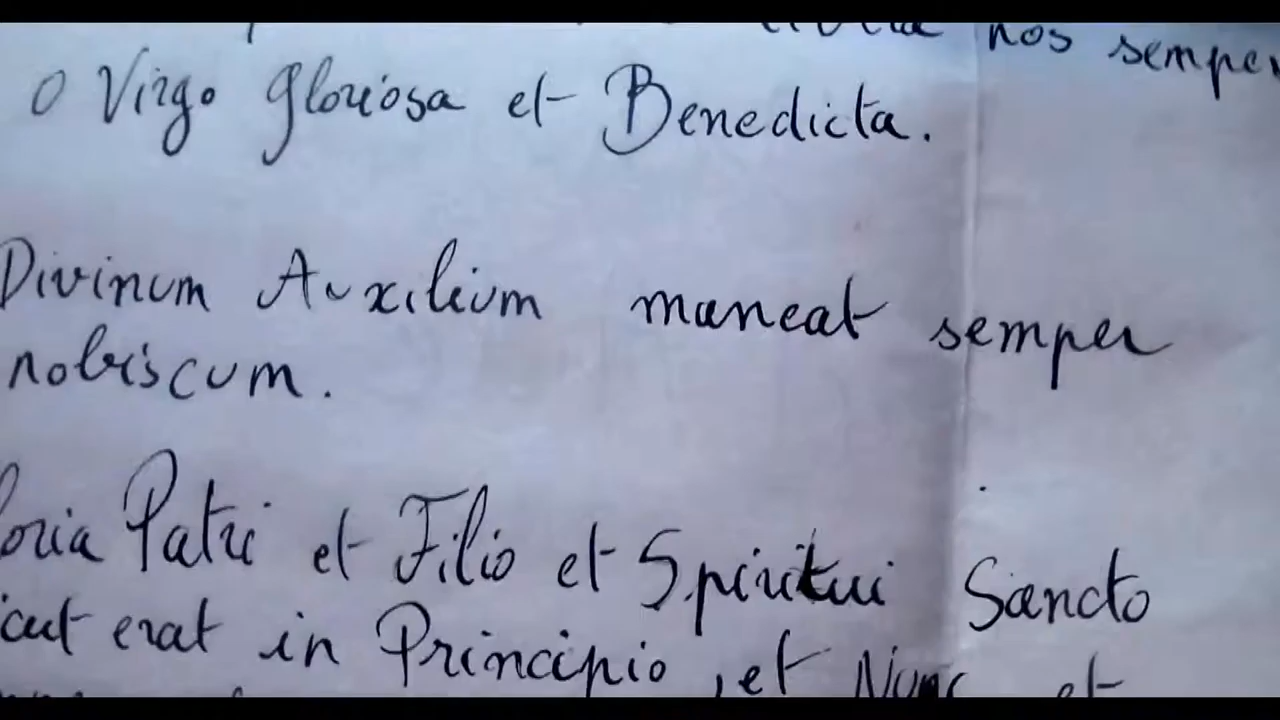 nos semper
O Virgo gloriosa et Benedicta.
Divinum Auxilium maneat semper
nobiscum.
loria Patri et Filio et Spiritui Sancto
icut erat in Principio, et Nunc et